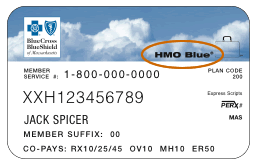 BlueCross
BlueShield
of Massachusetts
HMO Blue®
MEMBER
SERVICE #: 1-800-000-0000
PLAN CODE
200
XXH123456789
Express Scripts
PERX#
MAS
JACK SPICER
MEMBER SUFFIX: 00
CO-PAYS: RX10/25/45 OV10 MH10 ER50